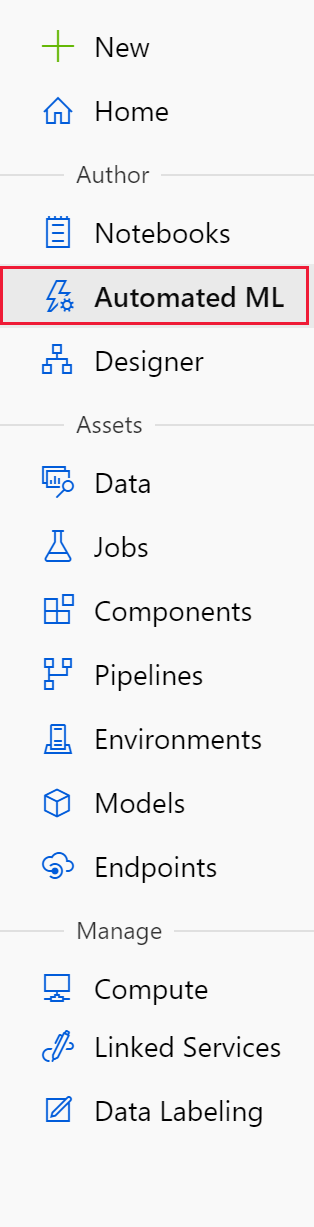 New
Home
Author
Notebooks
Automated ML
Designer
Assets
Data
Jobs
Components
Pipelines
Environments
Models
Endpoints
Manage
Compute
Linked Services
Data Labeling